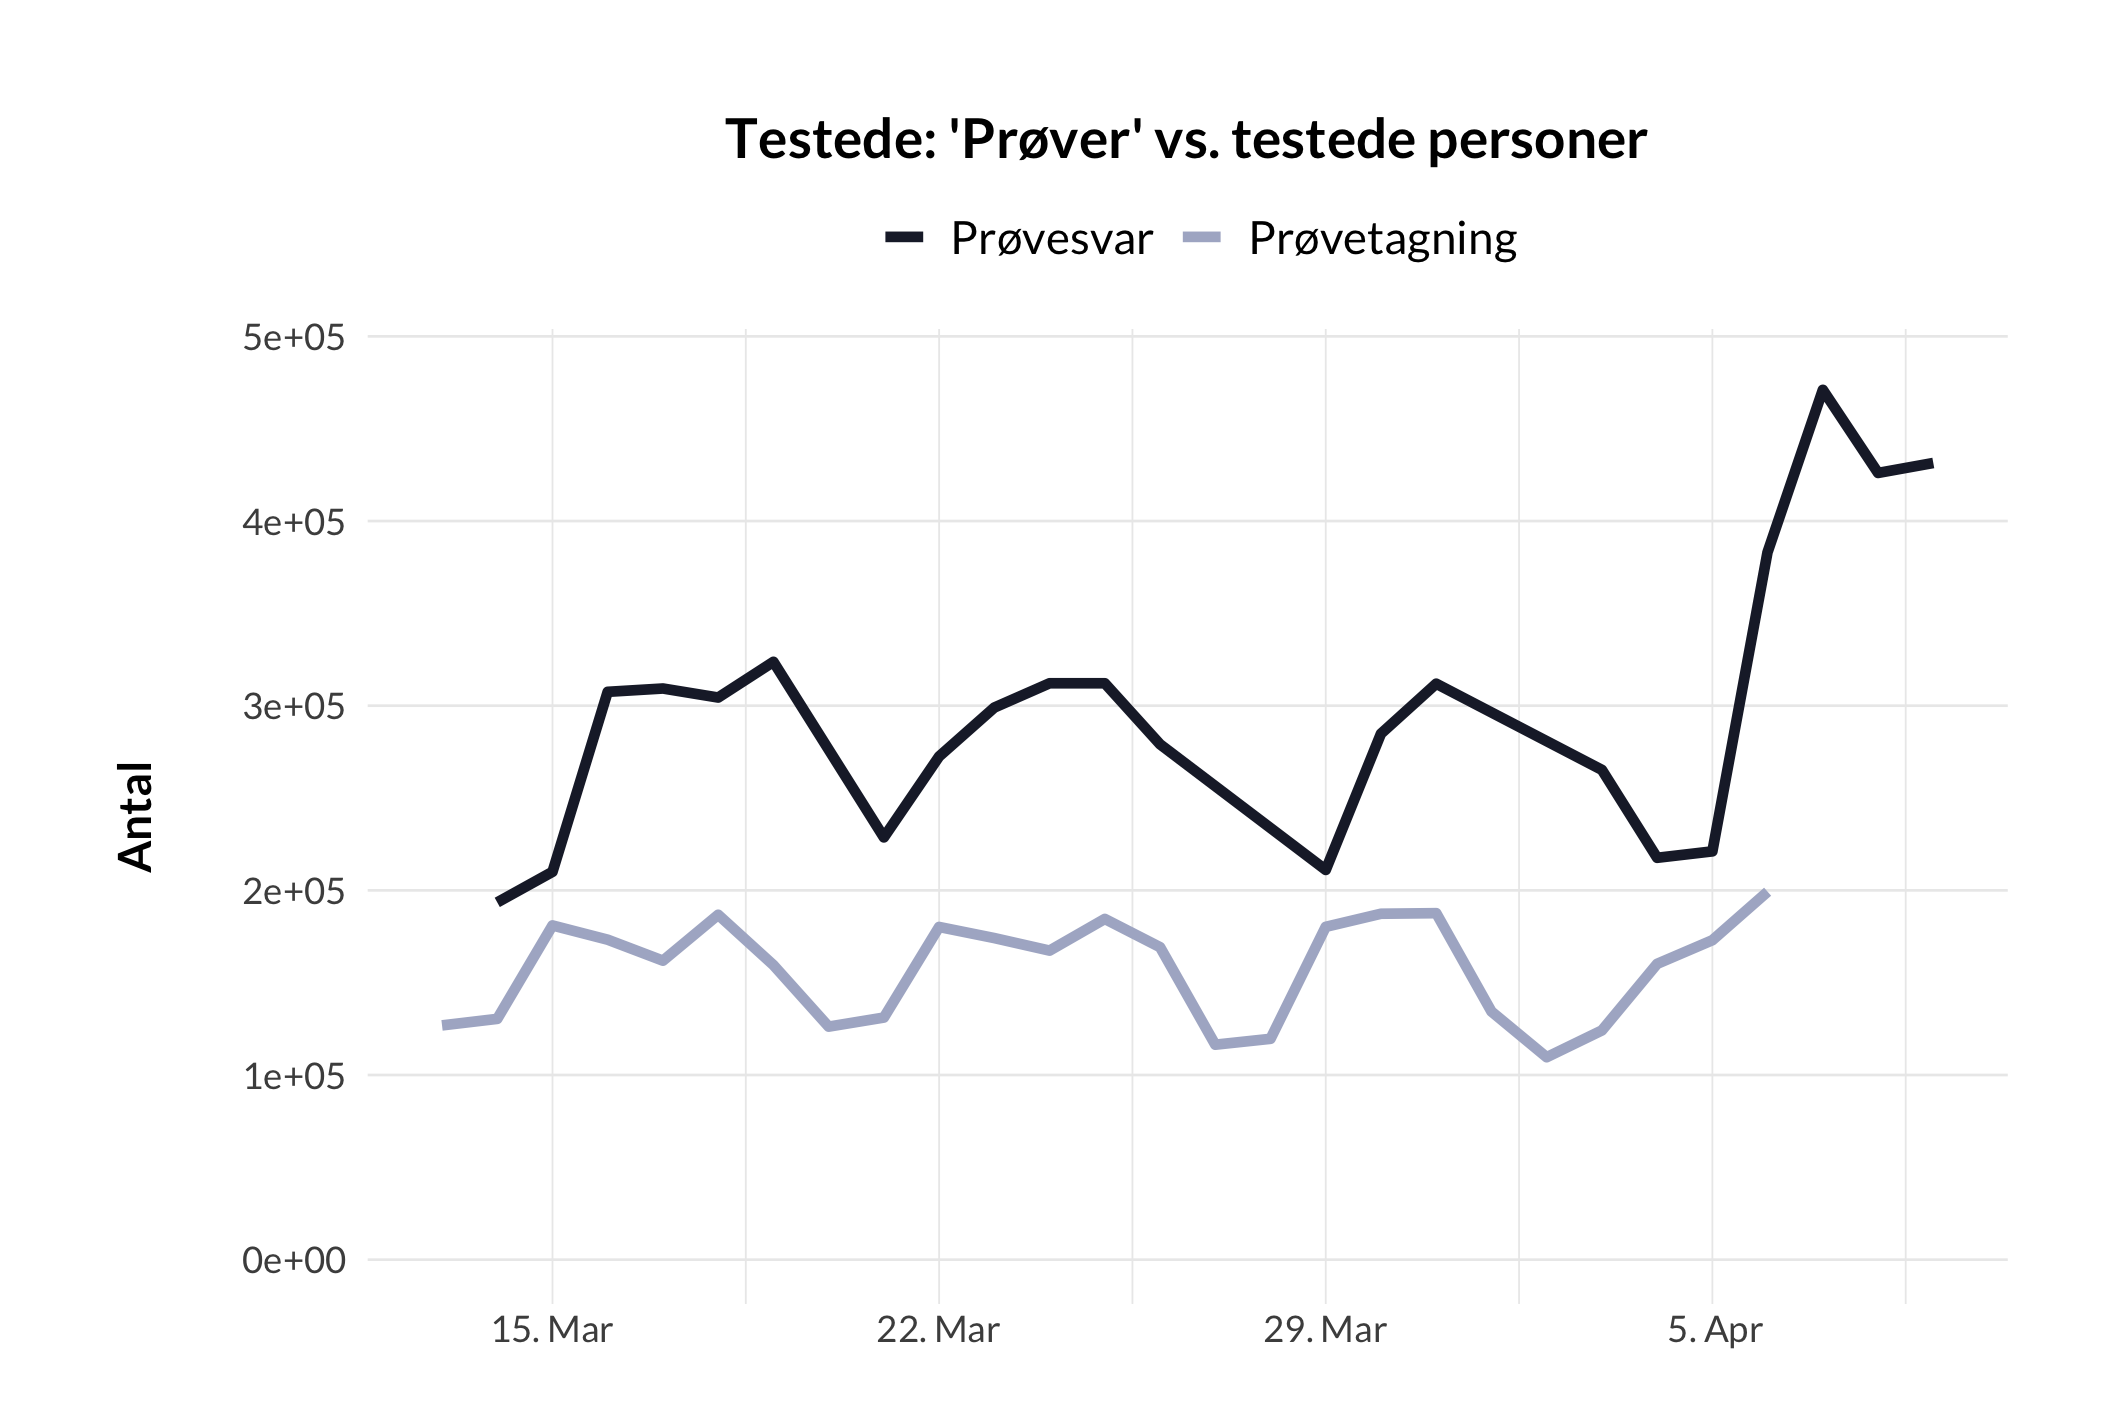 Testede: 'Prøver' vs. testede personer
Prøvesvar Prøvetagning
5e+05
4e+05
3e+05
2e+05
1e+05
0e+00
Antal
15. Mar 22. Mar 29. Mar 5. Apr